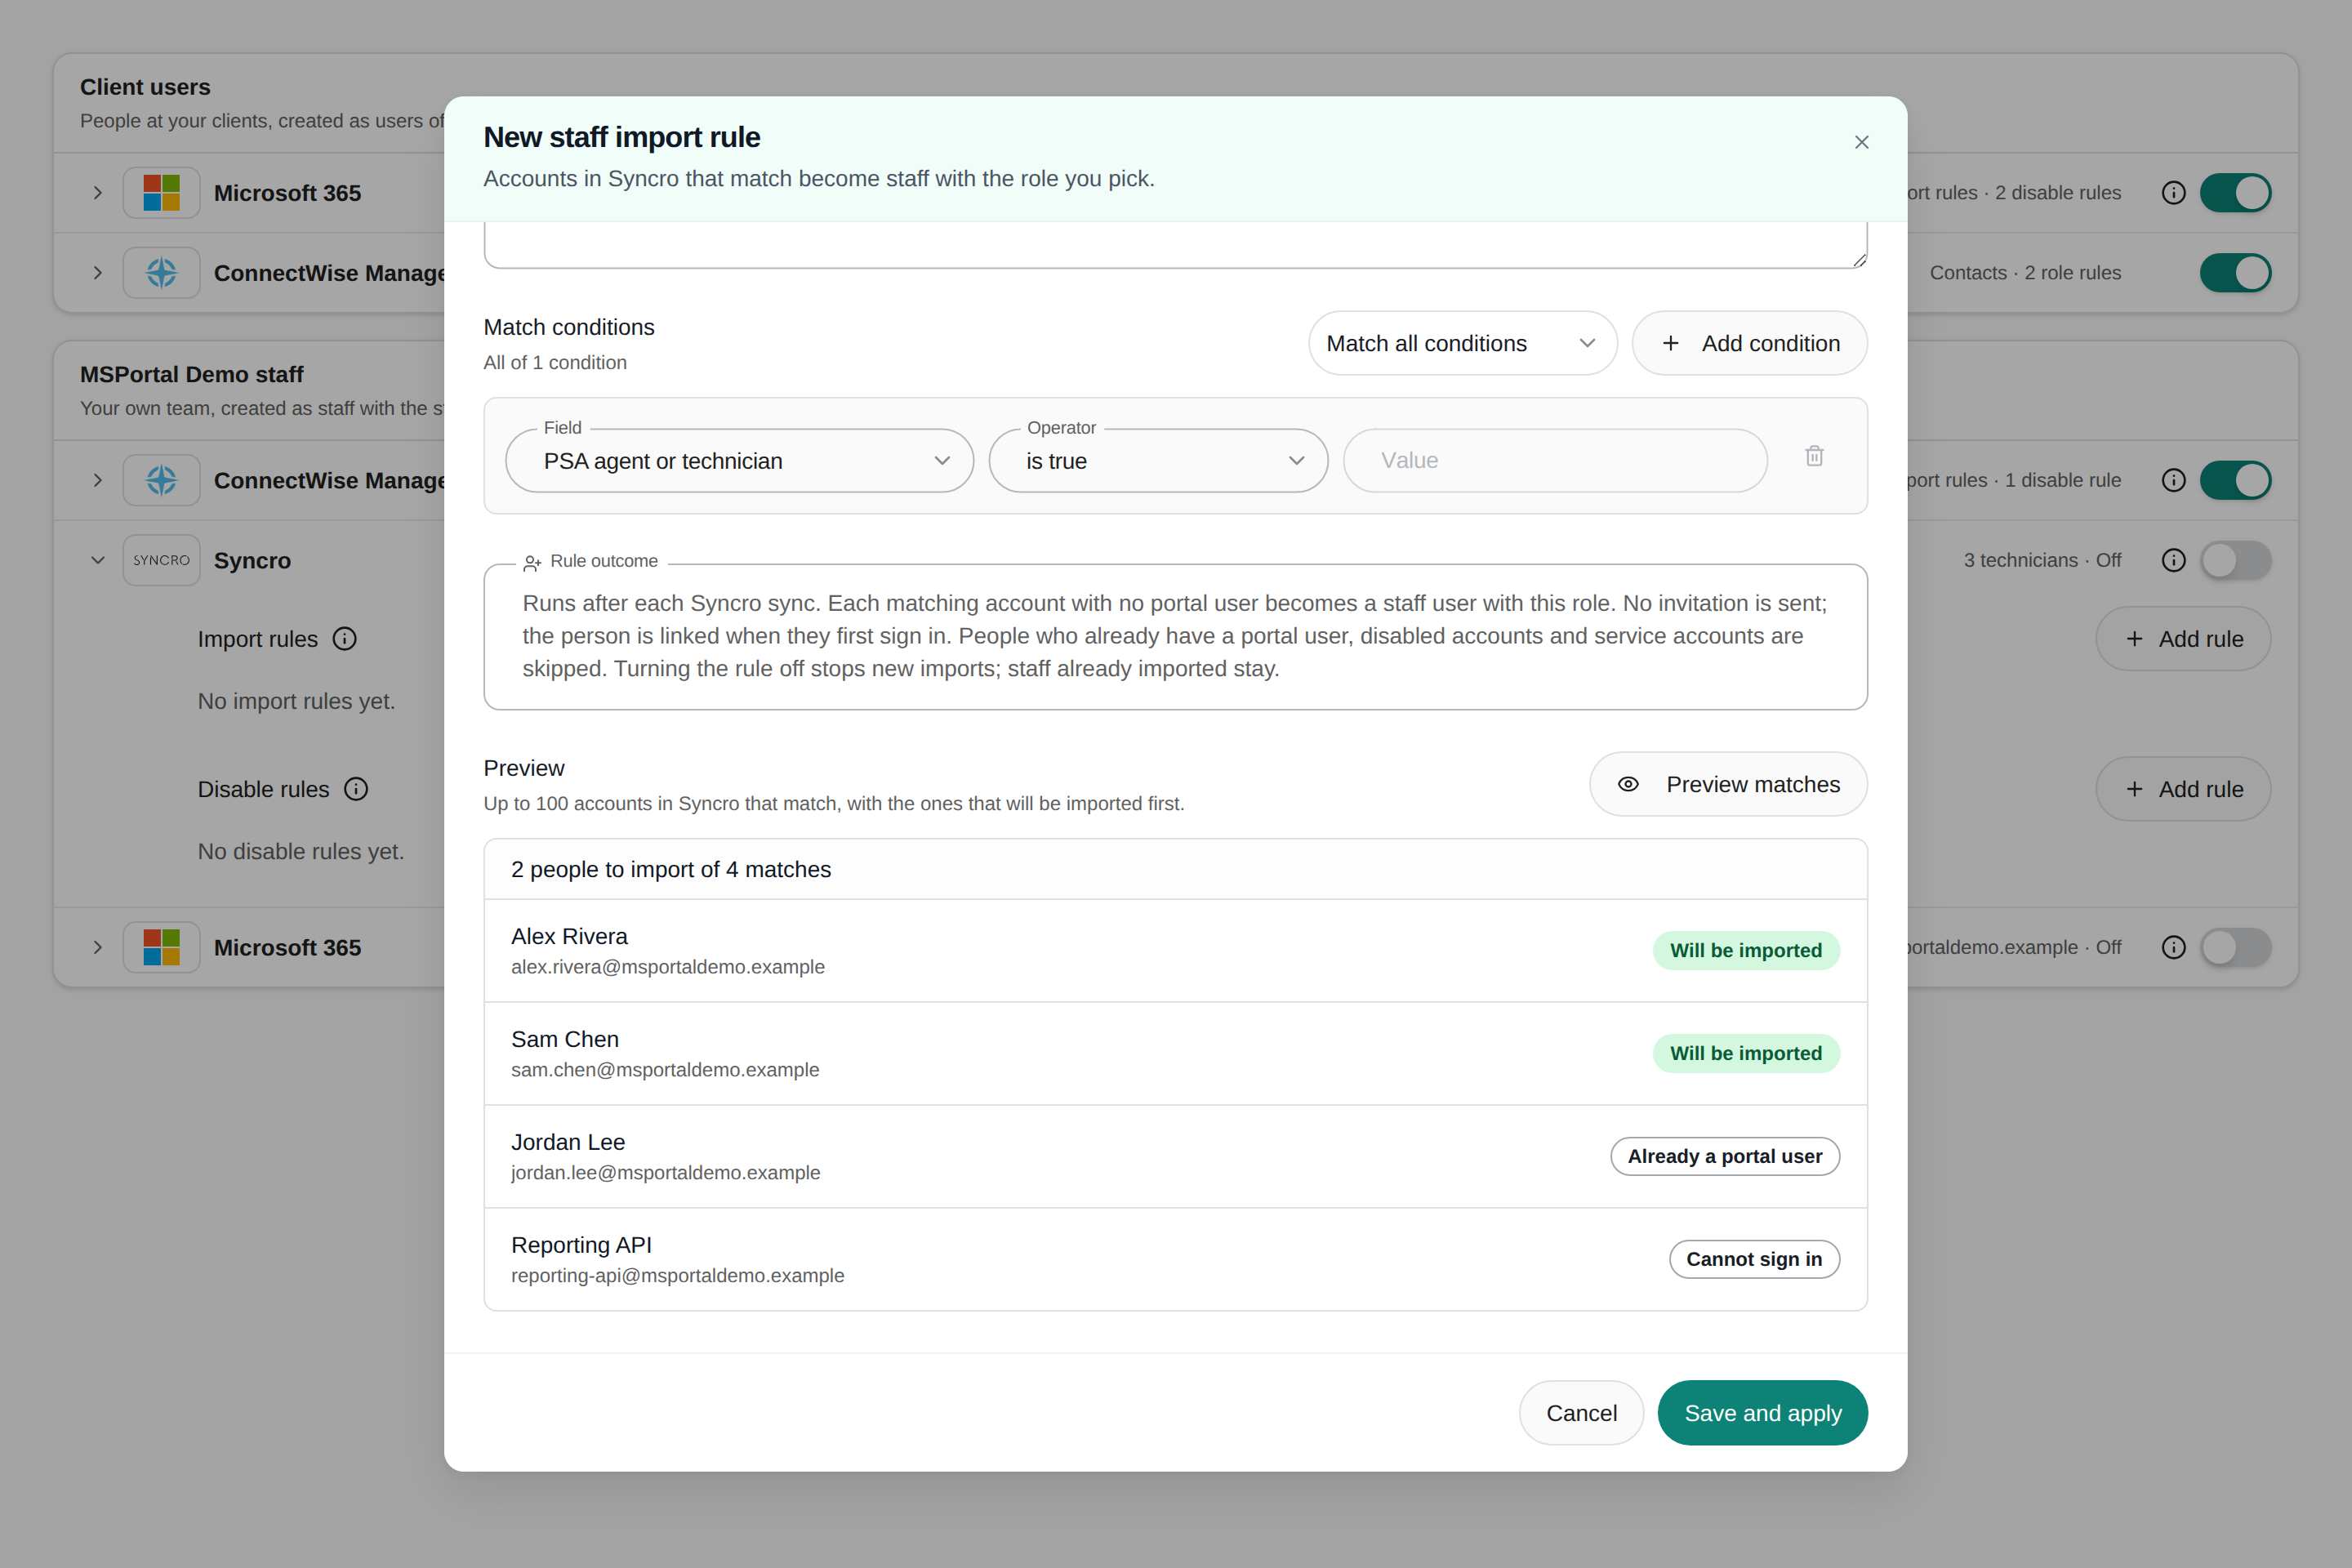 Client users
People at your clients, created as users of
Microsoft 365
ort rules · 2 disable rules
ConnectWise Manage
Contacts · 2 role rules
MSPortal Demo staff
Your own team, created as staff with the s
ConnectWise Manage
port rules · 1 disable rule
SYNCRO
Syncro
3 technicians · Off
Import rules
Add rule
No import rules yet.
Disable rules
Add rule
No disable rules yet.
Microsoft 365
portaldemo.example · Off
New staff import rule
Accounts in Syncro that match become staff with the role you pick.
Match conditions
All of 1 condition
Match all conditions
Add condition
Field
PSA agent or technician
Operator
is true
Value
Rule outcome
Runs after each Syncro sync. Each matching account with no portal user becomes a staff user with this role. No invitation is sent;
the person is linked when they first sign in. People who already have a portal user, disabled accounts and service accounts are
skipped. Turning the rule off stops new imports; staff already imported stay.
Preview
Up to 100 accounts in Syncro that match, with the ones that will be imported first.
Preview matches
2 people to import of 4 matches
Alex Rivera
alex.rivera@msportaldemo.example
Will be imported
Sam Chen
sam.chen@msportaldemo.example
Will be imported
Jordan Lee
jordan.lee@msportaldemo.example
Already a portal user
Reporting API
reporting-api@msportaldemo.example
Cannot sign in
Cancel
Save and apply